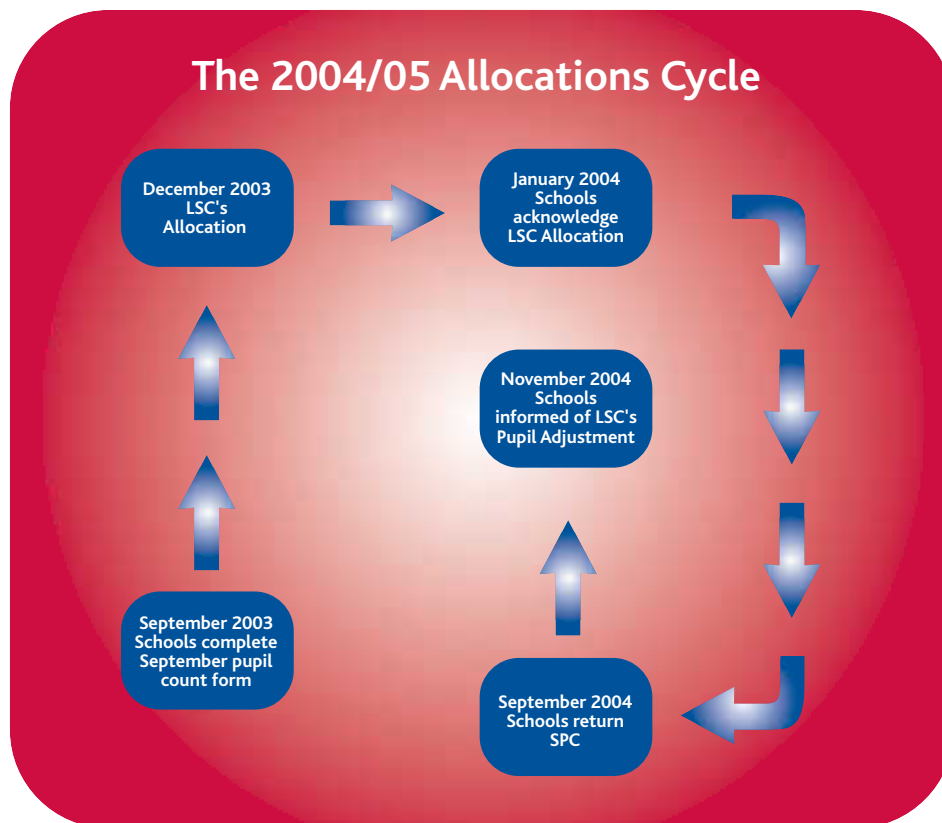 The 2004/05 Allocations Cycle
December 2003
LSC's
Allocation
January 2004
Schools
acknowledge
LSC Allocation
November 2004
Schools
informed of LSC's
Pupil Adjustment
September 2003
Schools complete
September pupil
count form
September 2004
Schools return
SPC